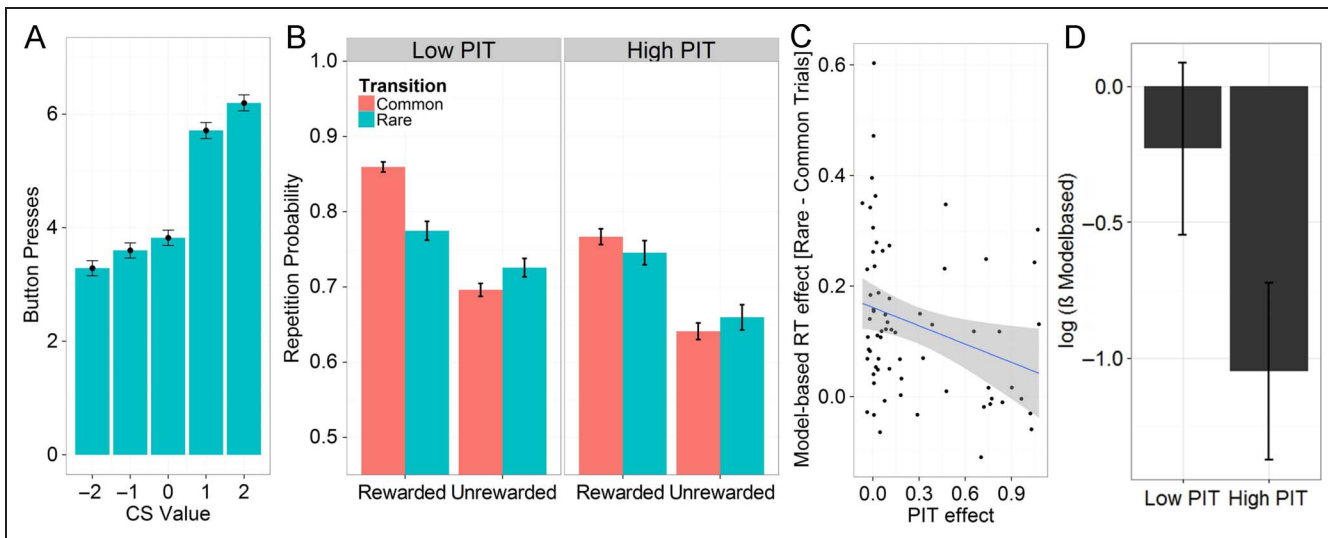 A
Button Presses
6
4
2
0
−2 −1 0 1 2
CS Value
B
Low PIT High PIT
Repetition Probability
1.0
0.9
0.8
0.7
0.6
0.5
Transition
Common
Rare
Rewarded Unrewarded Rewarded Unrewarded
C
Model-based RT effect [Rare - Common Trials]
0.6
0.4
0.2
0.0
0.0 0.3 0.6 0.9
PIT effect
D
log (ß Modelbased)
0.0
−0.5
−1.0
Low PIT High PIT